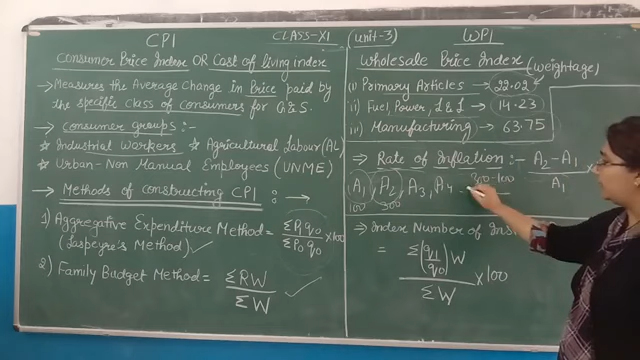 CLASS-XI (unit-3)
CPI
Consumer Price Index OR Cost of living index
→ Measures the Average Change in Price paid by
the specific class of consumers for G & S.
→ Consumer groups :-
☆ Industrial Workers ☆ Agricultural Labour (AL)
☆ Urban-Non Manual Employees (UNME)
→ Methods of Constructing CPI :→
1) Aggregative Expenditure Method = ΣP₁q₀/ΣP₀q₀ × 100
(Laspeyre's Method) ✓
2) Family Budget Method = ΣRW/ΣW ✓
WPI
Wholesale Price Index (weightage)
(i) Primary Articles → 22.02
(ii) Fuel, Power, L & L → 14.23
(iii) Manufacturing → 63.75
⇒ Rate of Inflation :- A₂-A₁/A₁ ×
A₁, A₂, A₃, A₄
100 300
300-100
⇒ Index Number of
= Σ(q₁/q₀)W/ΣW × 100